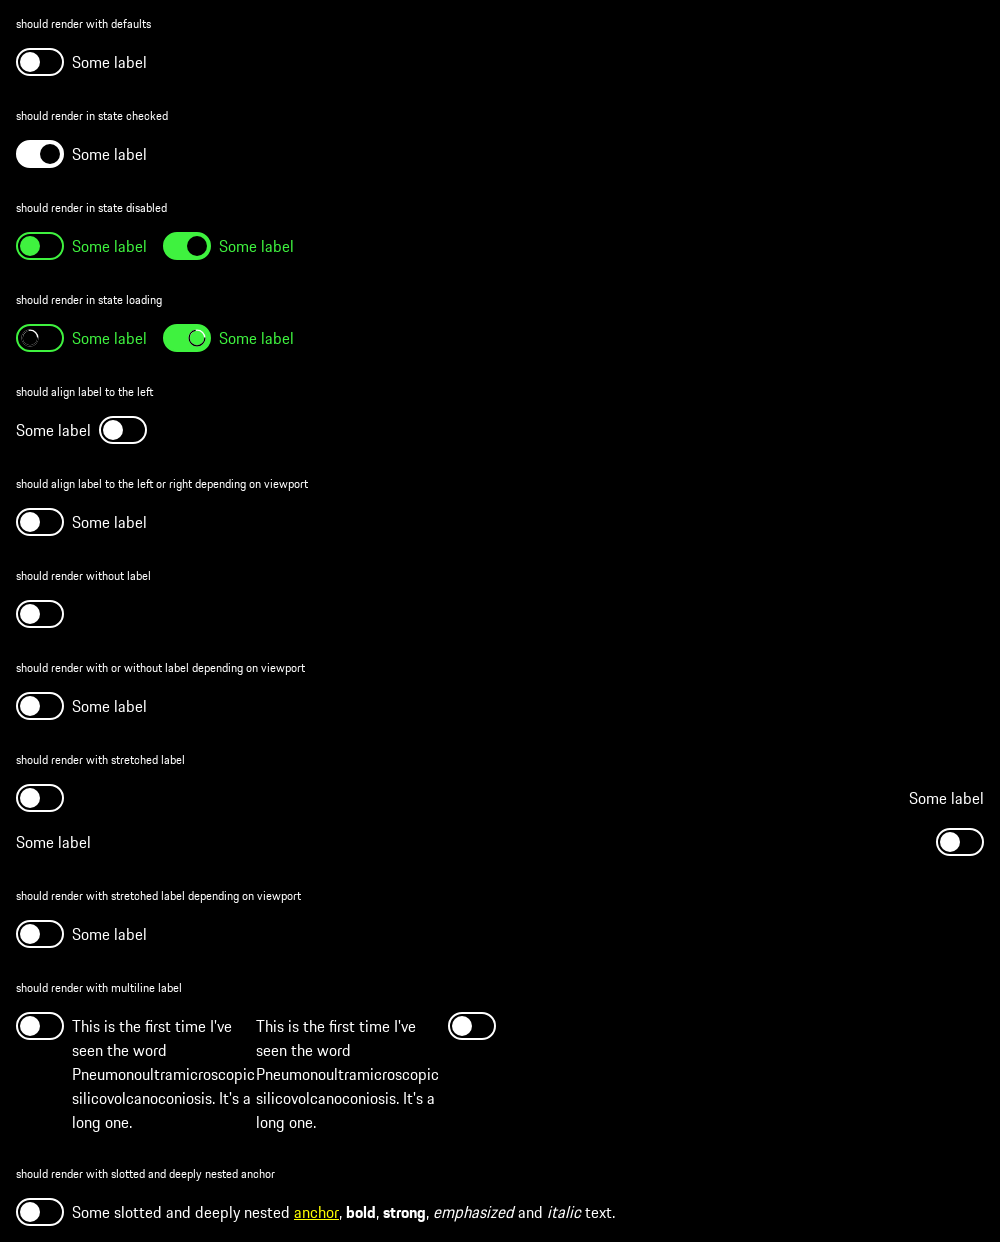 should render with defaults
Some label
should render in state checked
Some label
should render in state disabled
Some label Some label
should render in state loading
Some label Some label
should align label to the left
Some label
should align label to the left or right depending on viewport
Some label
should render without label
should render with or without label depending on viewport
Some label
should render with stretched label
Some label
Some label
should render with stretched label depending on viewport
Some label
should render with multiline label
This is the first time I've
seen the word
Pneumonoultramicroscopic
silicovolcanoconiosis. It's a
long one.
This is the first time I've
seen the word
Pneumonoultramicroscopic
silicovolcanoconiosis. It's a
long one.
should render with slotted and deeply nested anchor
Some slotted and deeply nested anchor, bold, strong, emphasized and italic text.